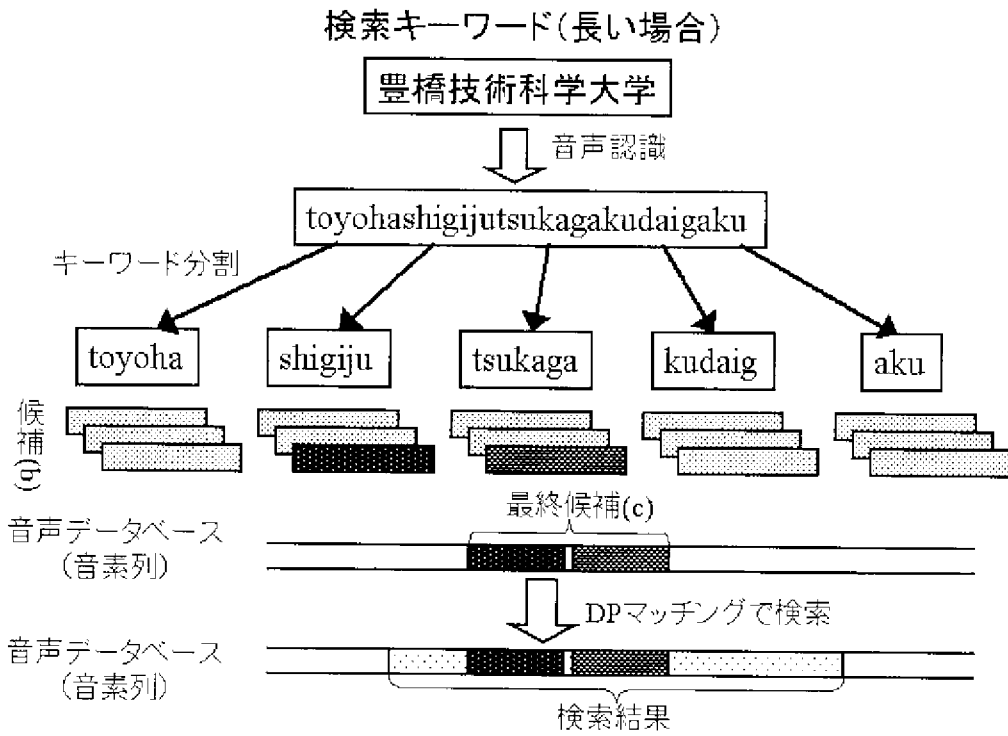 検索キーワード(長い場合)
豊橋技術科学大学
音声認識
toyohashigijutsukagakudaigaku
キーワード分割
toyoha
shigiju
tsukaga
kudaig
aku
候補(b)
最終候補(c)
音声データベース
(音素列)
DPマッチングで検索
音声データベース
(音素列)
検索結果